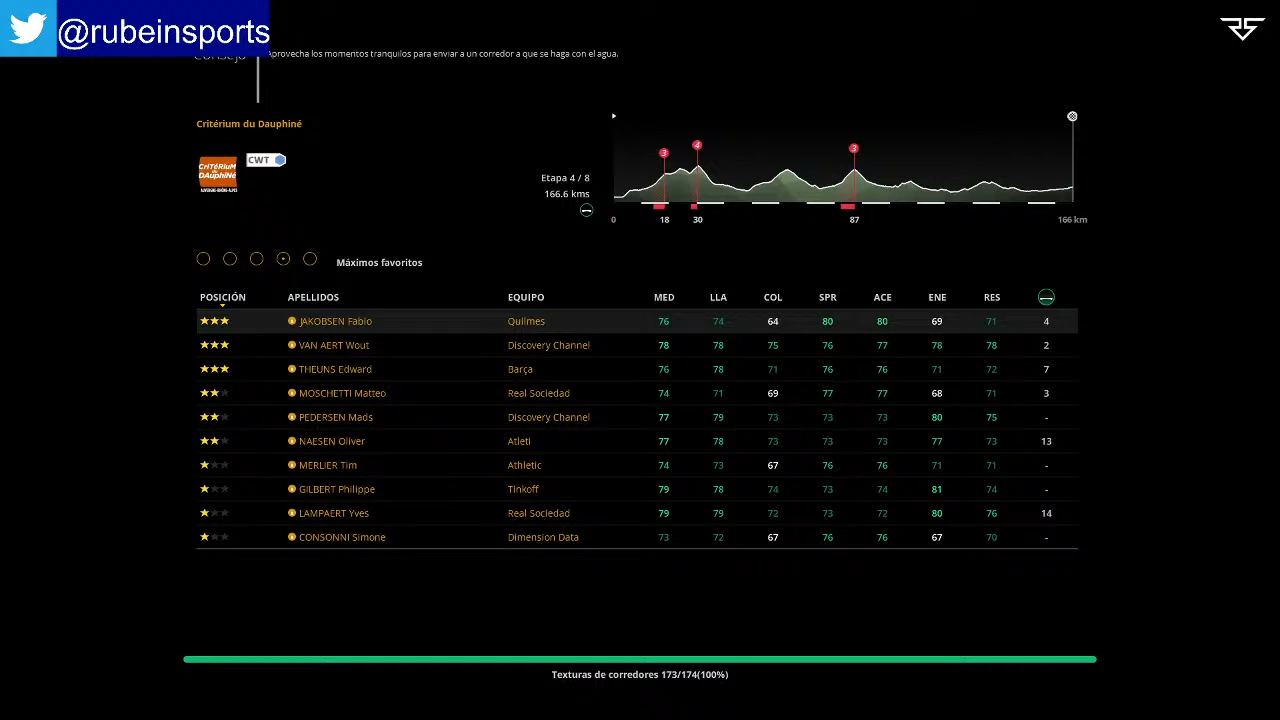 @rubeinsports
Consejo
Aprovecha los momentos tranquilos para enviar a un corredor a que se haga con el agua.
Critérium du Dauphiné
CRITÉRIUM DU DAUPHINÉ
CWT
Etapa 4 / 8
166.6 kms
3
4
3
0
18
30
87
166 km
Máximos favoritos
POSICIÓN APELLIDOS EQUIPO MED LLA COL SPR ACE ENE RES
JAKOBSEN Fabio Quilmes 76 74 64 80 80 69 71 4
VAN AERT Wout Discovery Channel 78 78 75 76 77 78 78 2
THEUNS Edward Barça 76 78 71 76 76 71 72 7
MOSCHETTI Matteo Real Sociedad 74 71 69 77 77 68 71 3
PEDERSEN Mads Discovery Channel 77 79 73 73 73 80 75 -
NAESEN Oliver Atleti 77 78 73 73 73 77 73 13
MERLIER Tim Athletic 74 73 67 76 76 71 71 -
GILBERT Philippe Tinkoff 79 78 74 73 74 81 74 -
LAMPAERT Yves Real Sociedad 79 79 72 73 72 80 76 14
CONSONNI Simone Dimension Data 73 72 67 76 76 67 70 -
Texturas de corredores 173/174(100%)